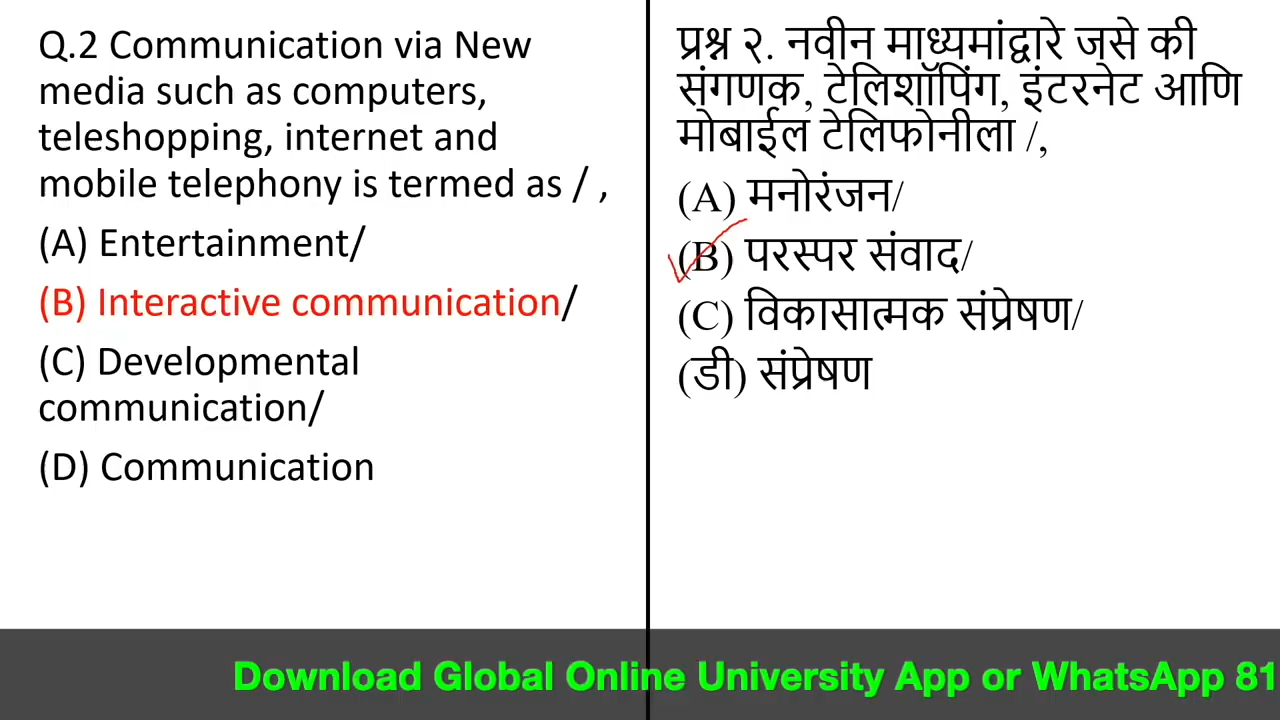 Q.2 Communication via New
media such as computers,
teleshopping, internet and
mobile telephony is termed as / ,
(A) Entertainment/
(B) Interactive communication/
(C) Developmental
communication/
(D) Communication
प्रश्न २. नवीन माध्यमांद्वारे जसे की
संगणक, टेलिशॉपिंग, इंटरनेट आणि
मोबाईल टेलिफोनीला /,
(A) मनोरंजन/
(B) परस्पर संवाद/
(C) विकासात्मक संप्रेषण/
(डी) संप्रेषण
Download Global Online University App or WhatsApp 81